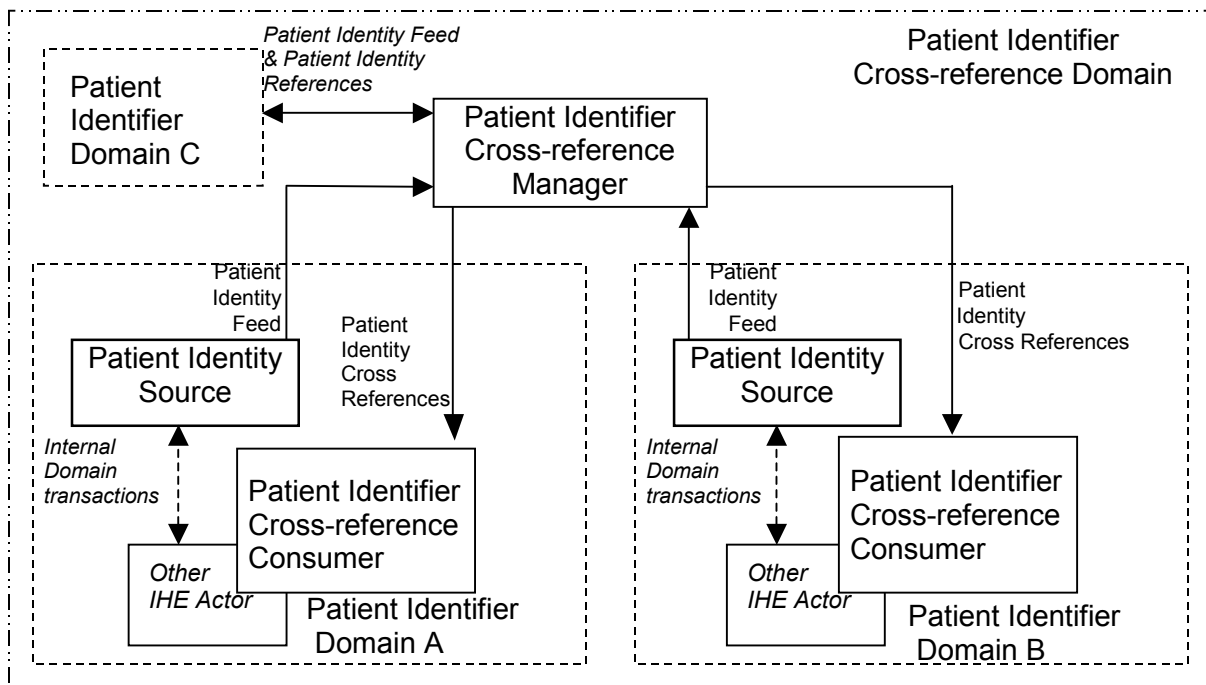 Patient Identity Feed
& Patient Identity
References
Patient Identifier
Cross-reference Domain
Patient
Identifier
Domain C
Patient Identifier
Cross-reference
Manager
Patient
Identity
Feed
Patient
Identity
Cross
References
Patient Identity
Source
Internal
Domain
transactions
Patient Identifier
Cross-reference
Consumer
Other
IHE Actor
Patient Identifier
Domain A
Patient
Identity
Feed
Patient
Identity
Cross References
Patient Identity
Source
Internal
Domain
transactions
Patient Identifier
Cross-reference
Consumer
Other
IHE Actor
Patient Identifier
Domain B